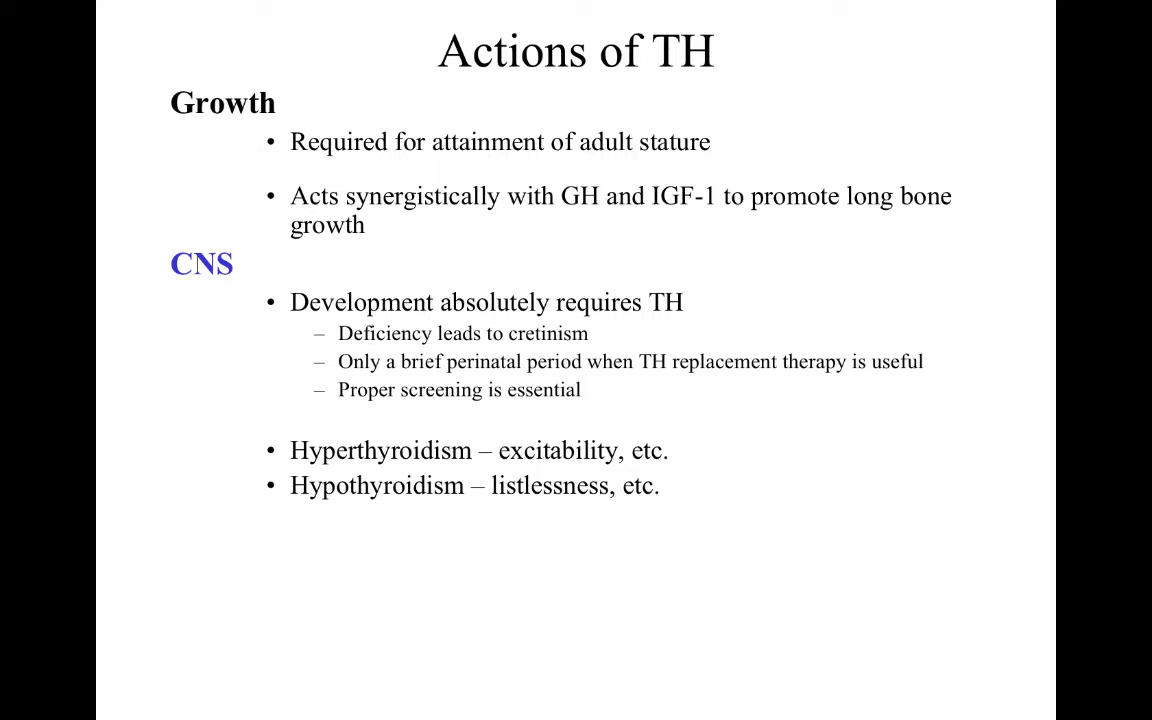 Actions of TH
Growth
• Required for attainment of adult stature
• Acts synergistically with GH and IGF-1 to promote long bone
growth
CNS
• Development absolutely requires TH
– Deficiency leads to cretinism
– Only a brief perinatal period when TH replacement therapy is useful
– Proper screening is essential
• Hyperthyroidism – excitability, etc.
• Hypothyroidism – listlessness, etc.